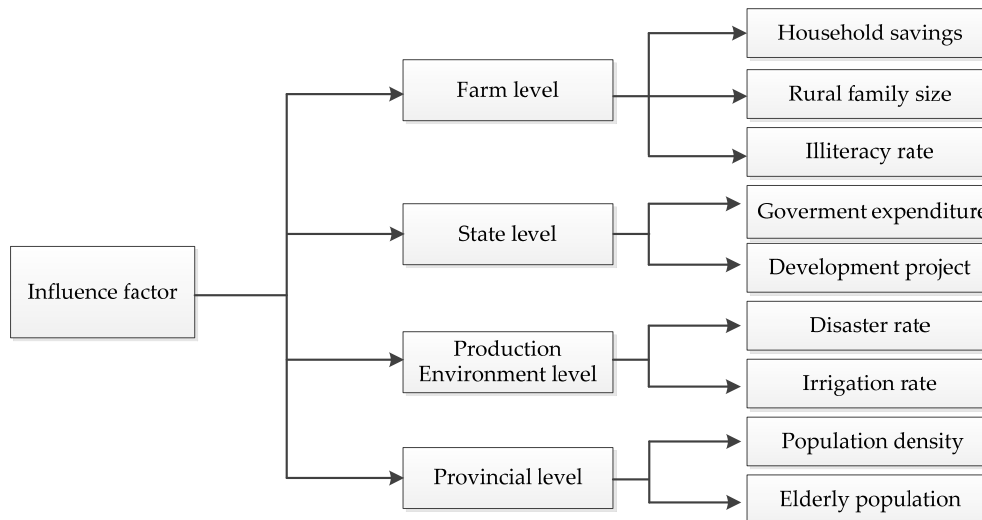 Influence factor
Farm level
State level
Production
Environment level
Provincial level
Household savings
Rural family size
Illiteracy rate
Goverment expenditure
Development project
Disaster rate
Irrigation rate
Population density
Elderly population